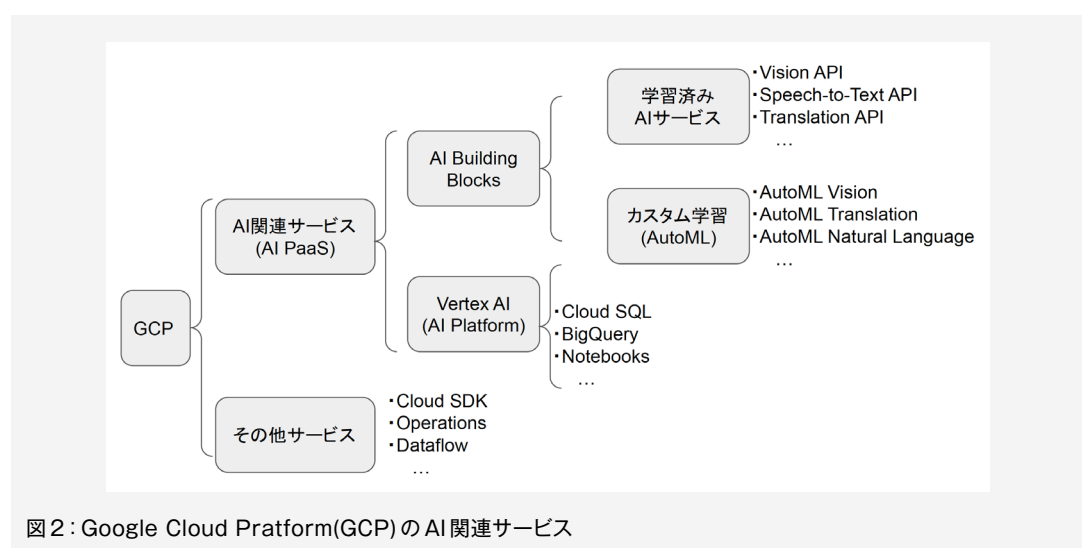 GCP
AI関連サービス
(AI PaaS)
AI Building
Blocks
学習済み
AIサービス
・Vision API
・Speech-to-Text API
・Translation API
…
カスタム学習
(AutoML)
・AutoML Vision
・AutoML Translation
・AutoML Natural Language
…
Vertex AI
(AI Platform)
・Cloud SQL
・BigQuery
・Notebooks
…
その他サービス
・Cloud SDK
・Operations
・Dataflow
…
図2：Google Cloud Pratform(GCP)のAI関連サービス